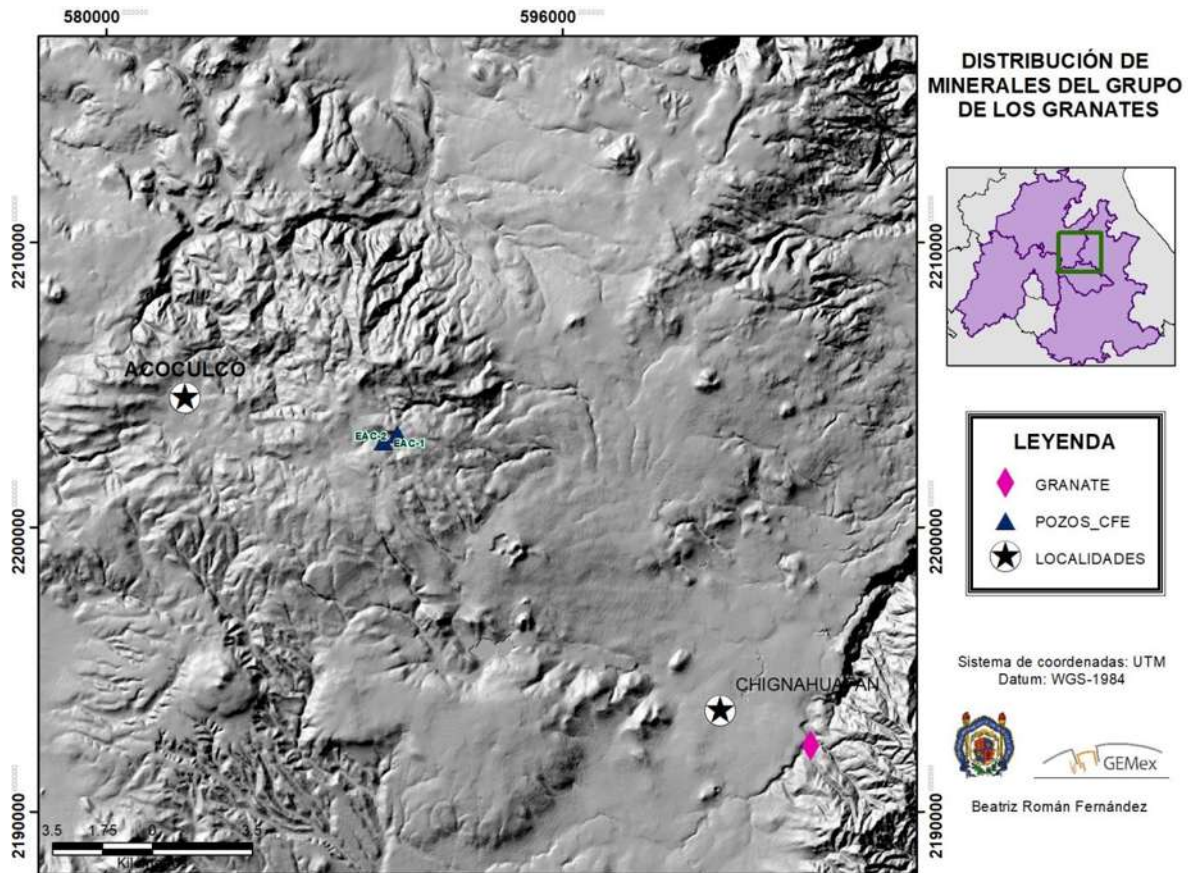 580000
596000
DISTRIBUCIÓN DE
MINERALES DEL GRUPO
DE LOS GRANATES
2210000
2210000
ACOCULCO
EAC-2
EAC-1
LEYENDA
GRANATE
POZOS_CFE
LOCALIDADES
2200000
2200000
Sistema de coordenadas: UTM
Datum: WGS-1984
CHIGNAHUAPAN
GEMex
Beatriz Román Fernández
2190000
2190000
3.5 1.75 0 3.5